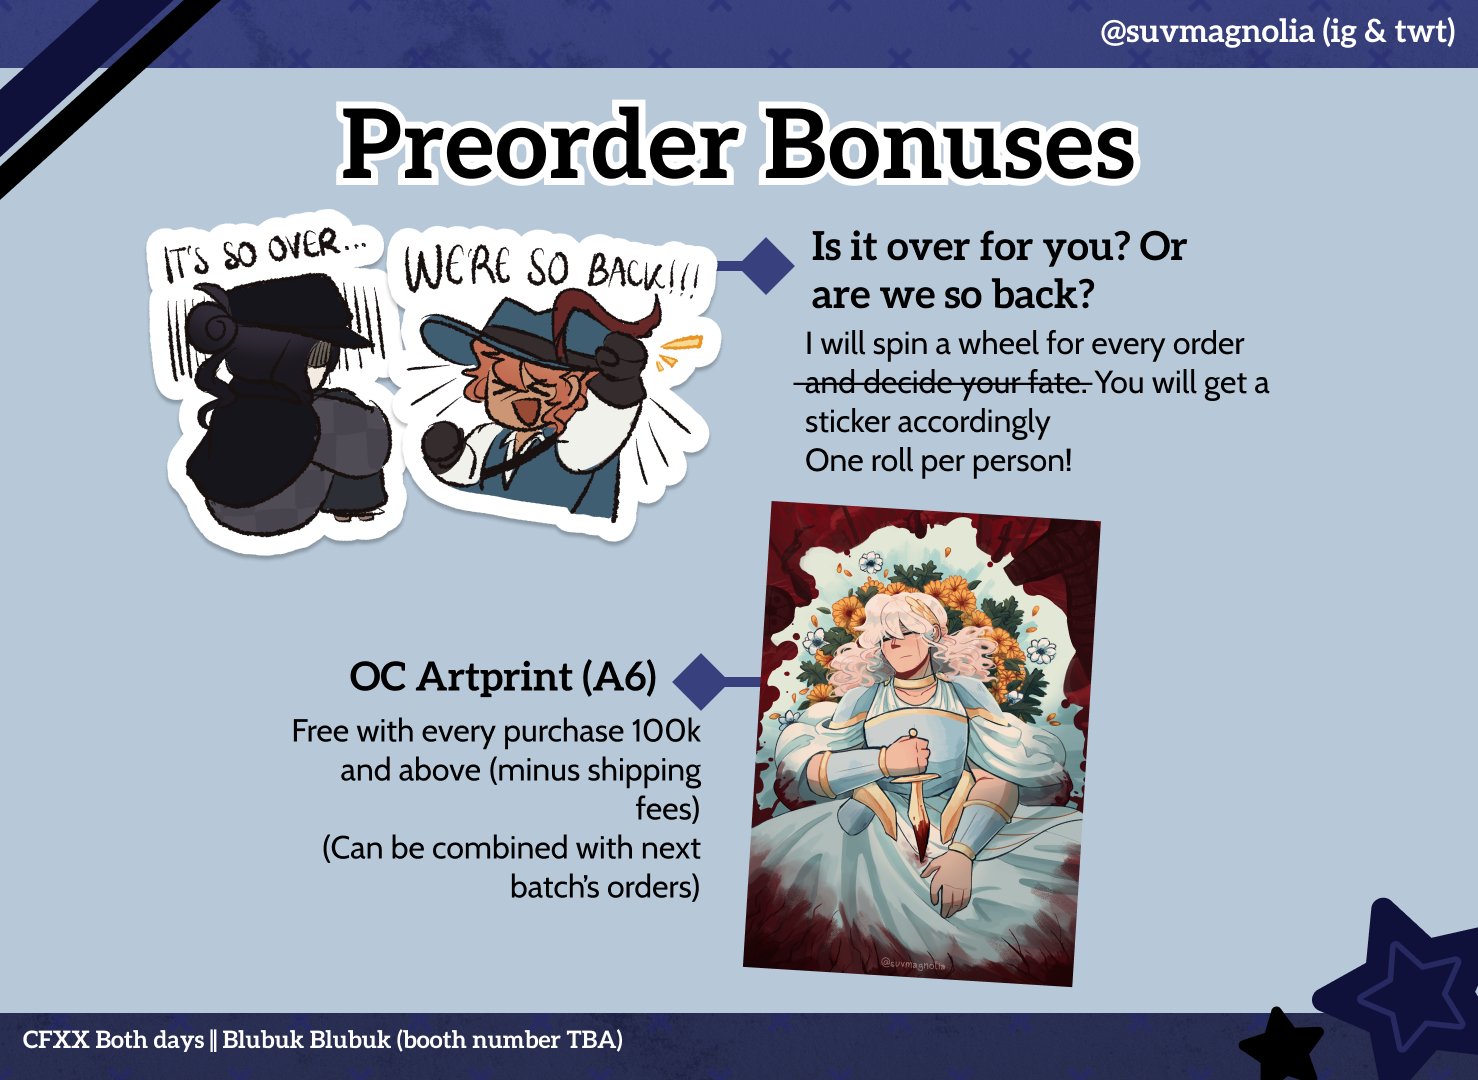 @suvmagnolia (ig & twt)
Preorder Bonuses
IT'S SO OVER...
WE'RE SO BACK!!!
Is it over for you? Or
are we so back?
I will spin a wheel for every order
and decide your fate. You will get a
sticker accordingly
One roll per person!
OC Artprint (A6)
Free with every purchase 100k
and above (minus shipping
fees)
(Can be combined with next
batch's orders)
@suvmagnolia
CFXX Both days || Blubuk Blubuk (booth number TBA)